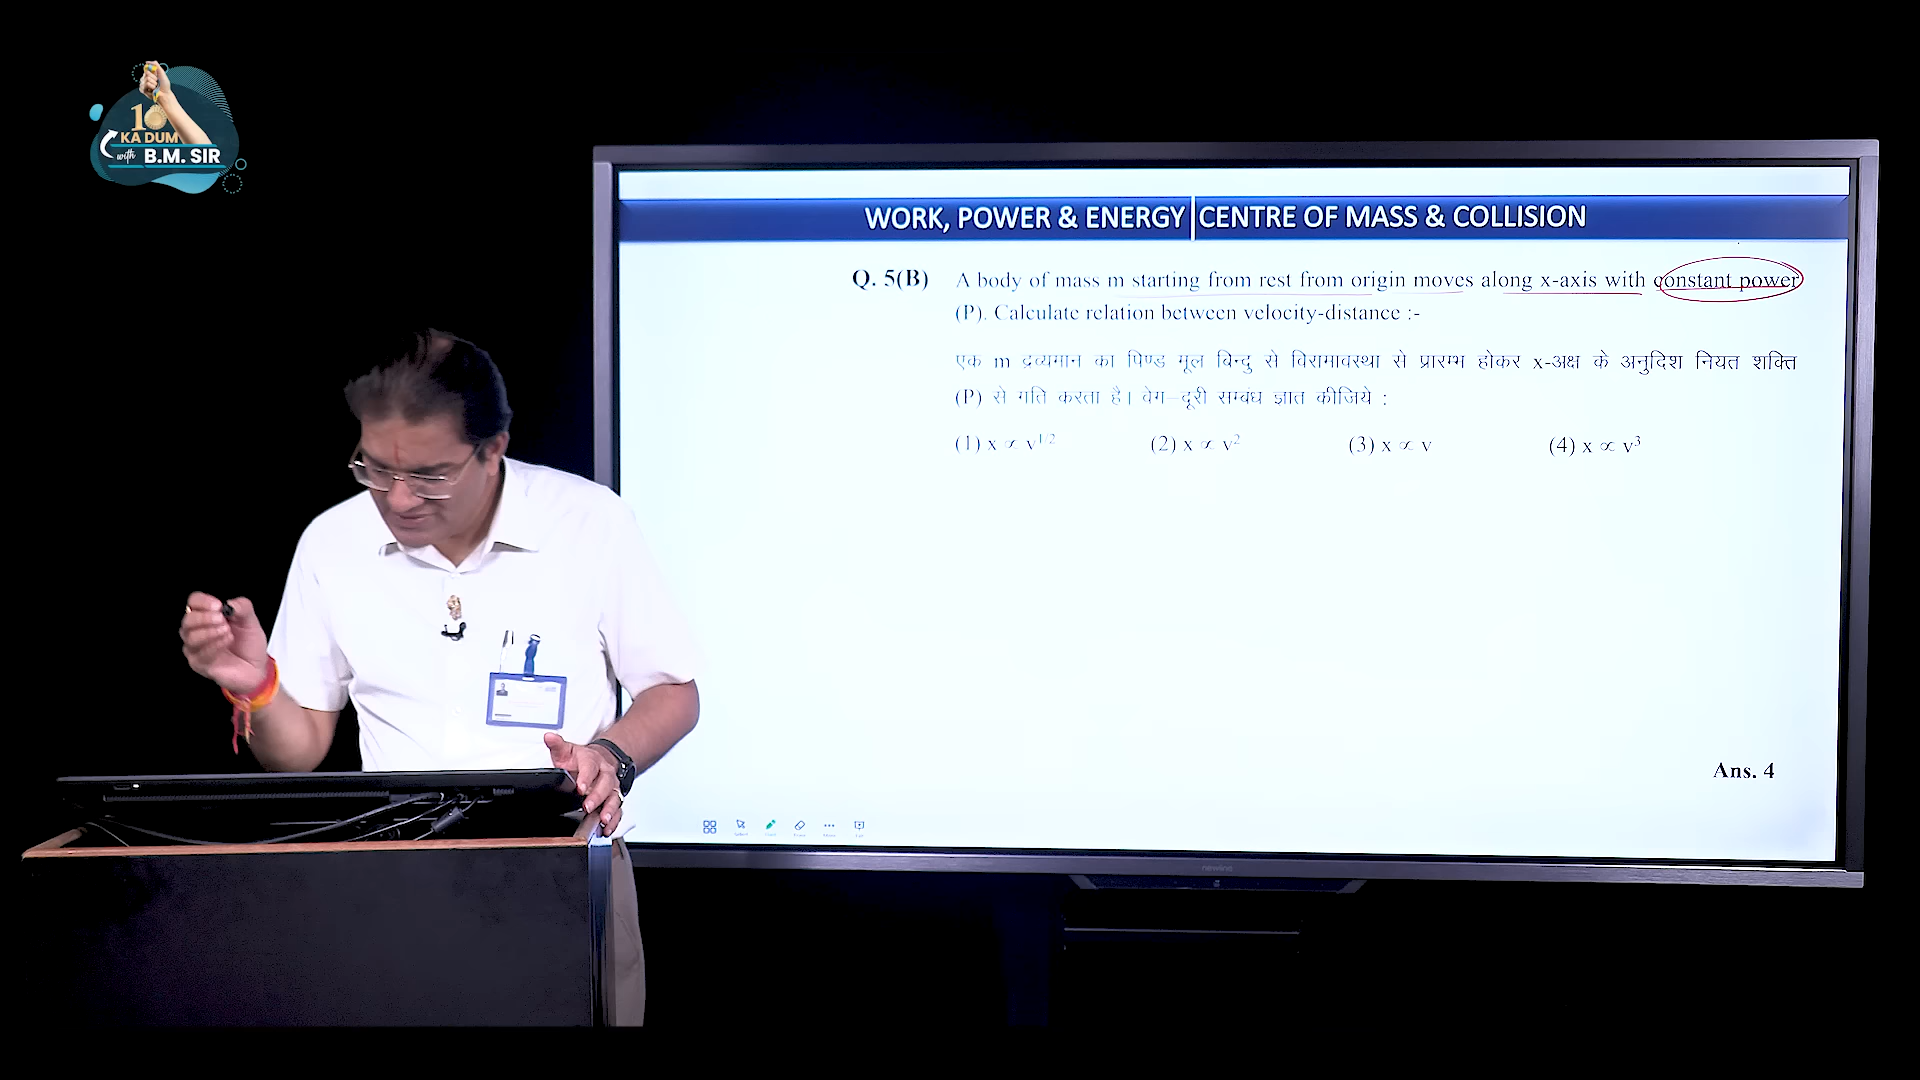 10
KA DUM
with B.M. SIR
WORK, POWER & ENERGY CENTRE OF MASS & COLLISION
Q. 5(B) A body of mass m starting from rest from origin moves along x-axis with constant power
(P). Calculate relation between velocity-distance :-
एक m द्रव्यमान का पिण्ड मूल बिन्दु से विरामावस्था से प्रारम्भ होकर x-अक्ष के अनुदिश नियत शक्ति
(P) से गति करता है। वेग–दूरी सम्बंध ज्ञात कीजिये :
(1) x ∝ v^1/2 (2) x ∝ v² (3) x ∝ v (4) x ∝ v³
Ans. 4
newline